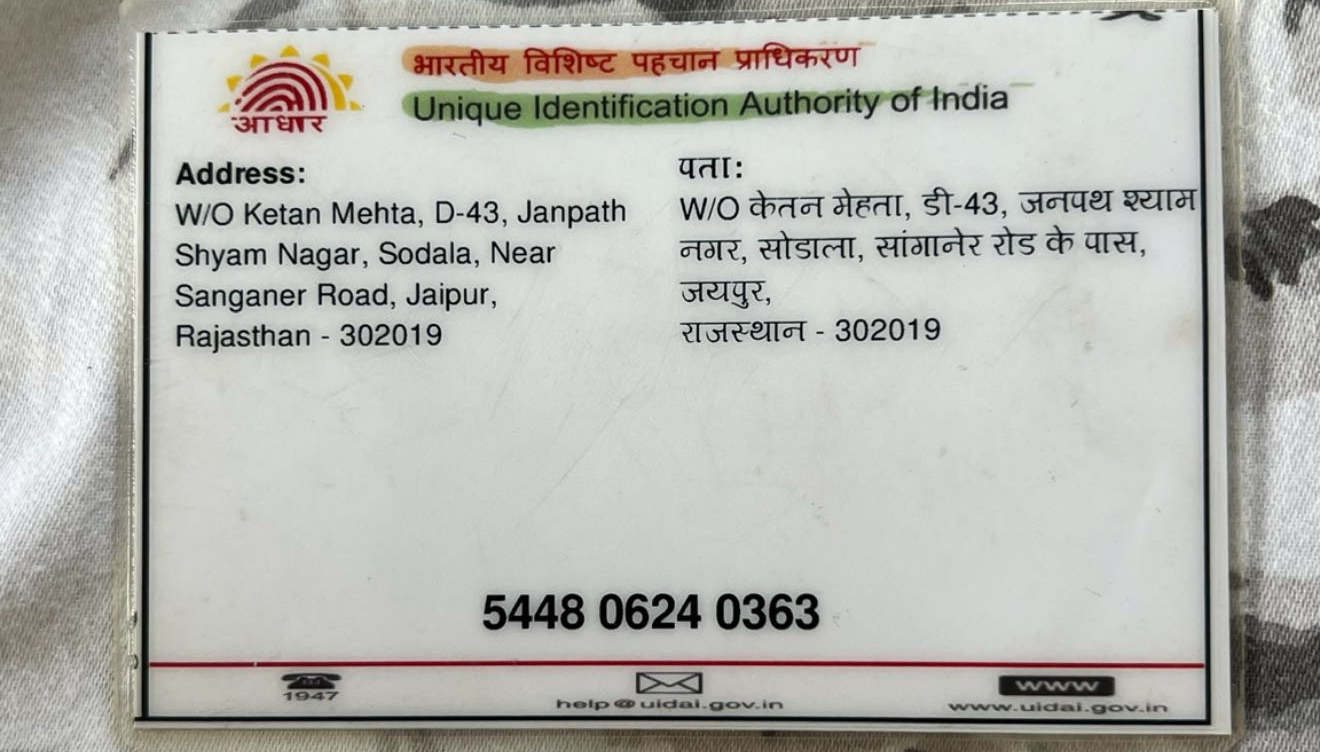 भारतीय विशिष्ट पहचान प्राधिकरण
Unique Identification Authority of India
आधार
Address:
W/O Ketan Mehta, D-43, Janpath
Shyam Nagar, Sodala, Near
Sanganer Road, Jaipur,
Rajasthan - 302019
पता:
W/O केतन मेहता, डी-43, जनपथ श्याम
नगर, सोडाला, सांगानेर रोड के पास,
जयपुर,
राजस्थान - 302019
5448 0624 0363
1947
help@uidai.gov.in
www
www.uidai.gov.in